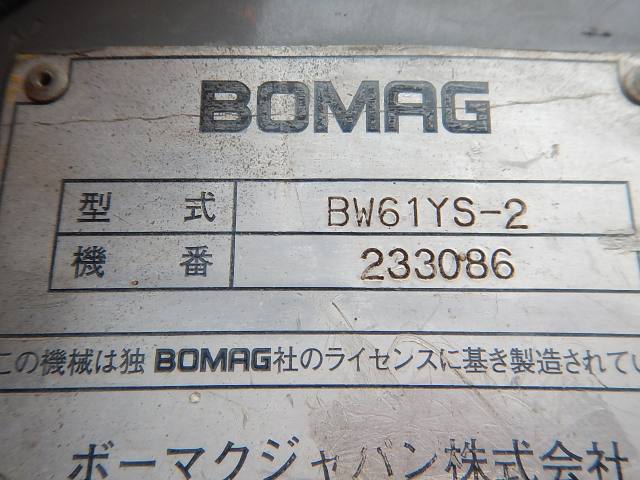 BOMAG
型 式 BW61YS-2
機 番 233086
この機械は独BOMAG社のライセンスに基き製造されてい
ボーマクジャパン株式会社